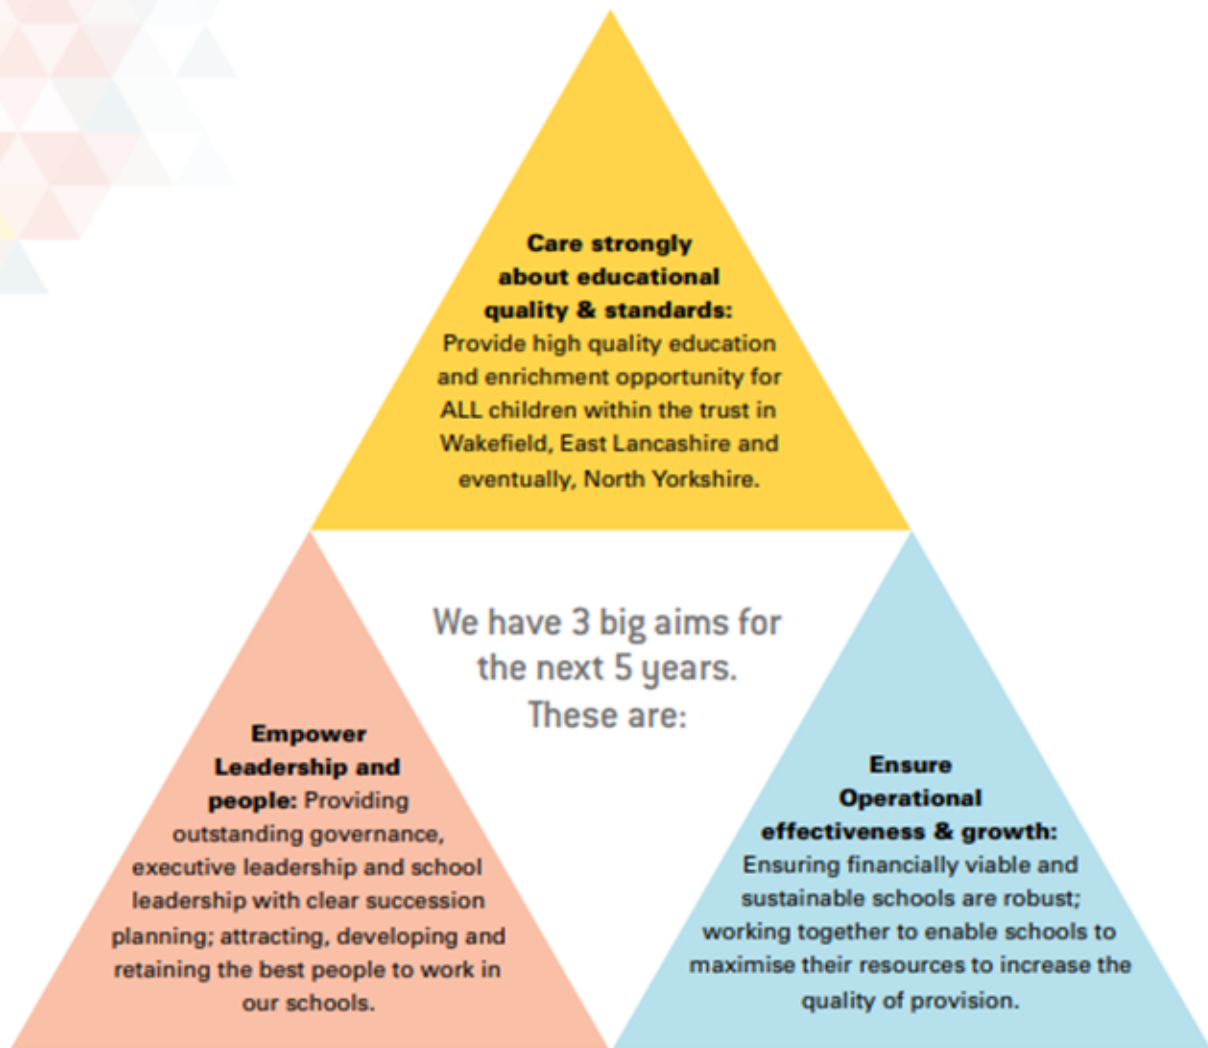 Care strongly
about educational
quality & standards:
Provide high quality education
and enrichment opportunity for
ALL children within the trust in
Wakefield, East Lancashire and
eventually, North Yorkshire.
We have 3 big aims for
the next 5 years.
These are:
Empower
Leadership and
people: Providing
outstanding governance,
executive leadership and school
leadership with clear succession
planning; attracting, developing and
retaining the best people to work in
our schools.
Ensure
Operational
effectiveness & growth:
Ensuring financially viable and
sustainable schools are robust;
working together to enable schools to
maximise their resources to increase the
quality of provision.